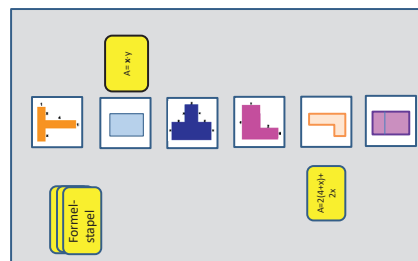 A= x·y
Formel-
stapel
A=2(4+x)+
2x